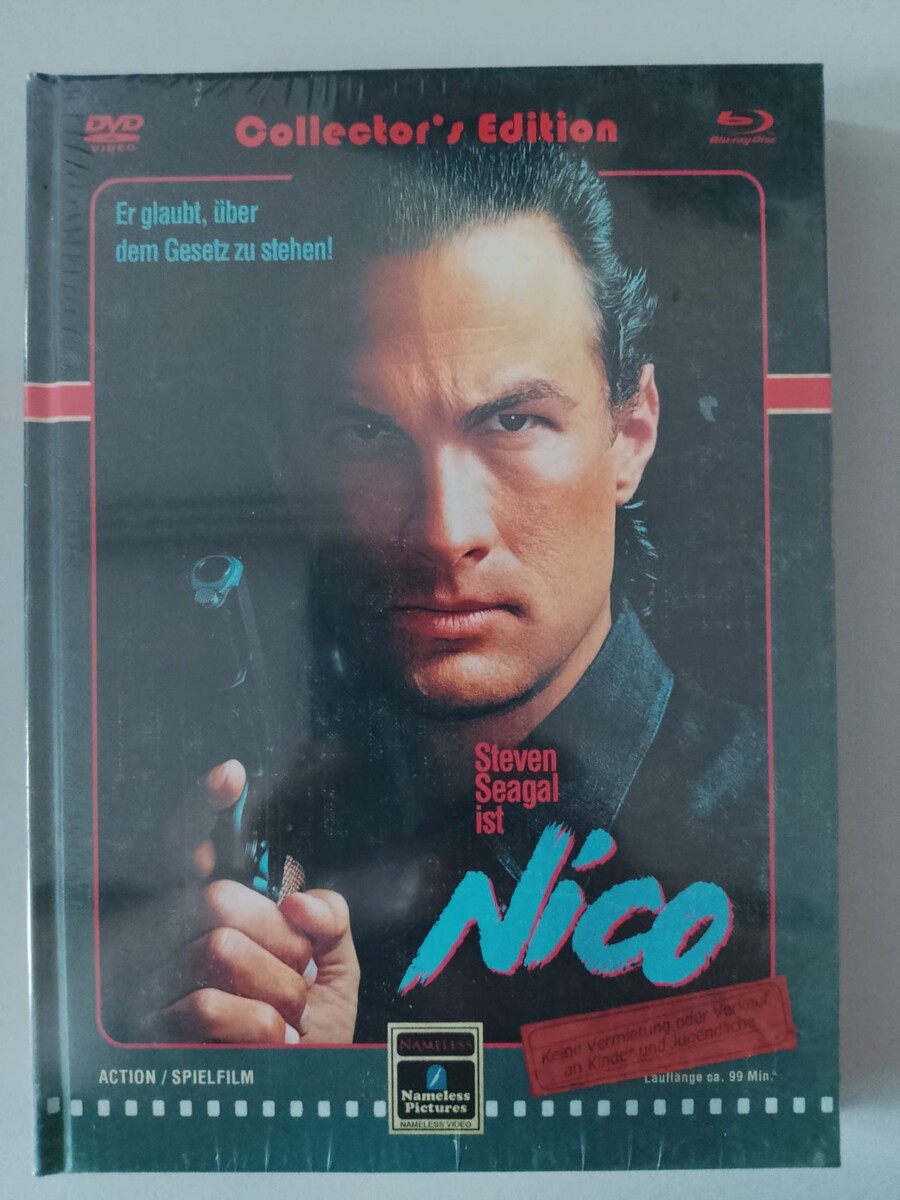 DVD
VIDEO
Collector's Edition
Blu-ray Disc
Er glaubt, über
dem Gesetz zu stehen!
Steven
Seagal
ist
Nico
Keine Vermietung oder Verkauf
an Kinder und Jugendliche
ACTION / SPIELFILM
NAMELESS
Nameless
Pictures
NAMELESS VIDEO
Lauflänge ca. 99 Min.